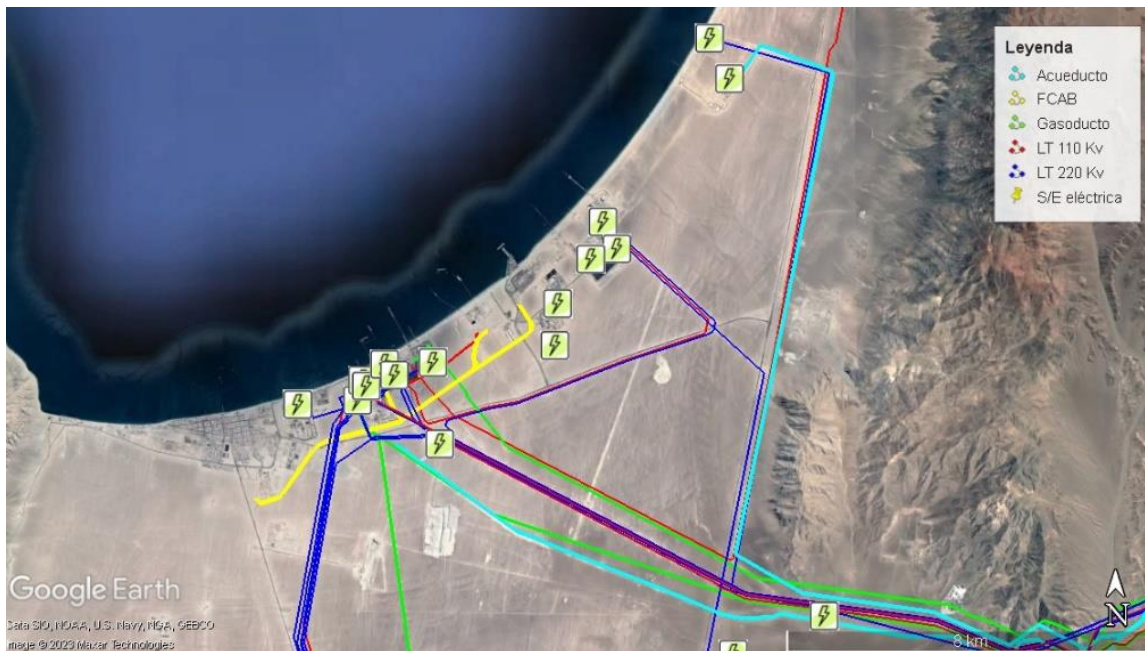 Leyenda
Acueducto
FCAB
Gasoducto
LT 110 Kv
LT 220 Kv
S/E eléctrica
N
8 km
Google Earth
Data SIO, NOAA, U.S. Navy, NGA, GEBCO
Image © 2023 Maxar Technologies